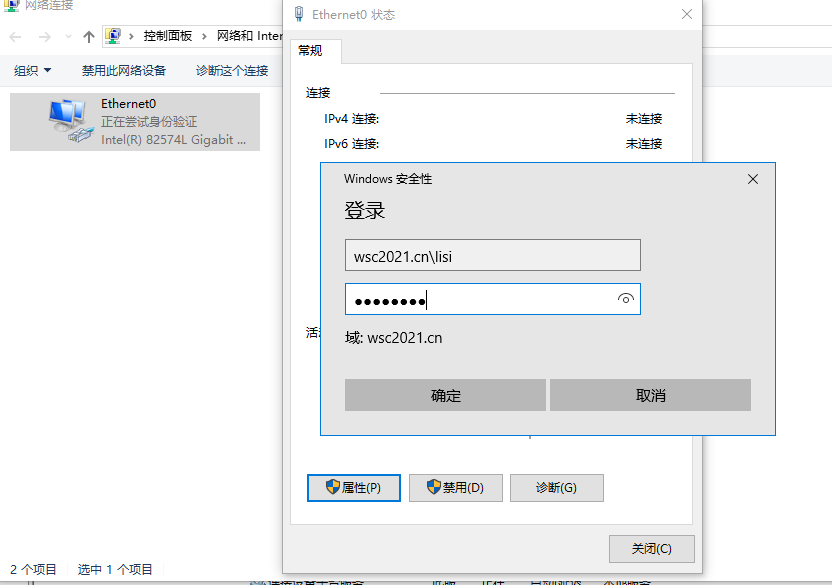 网络连接
Ethernet0 状态
控制面板 > 网络和 Inter
常规
组织 禁用此网络设备 诊断这个连接
连接
Ethernet0
正在尝试身份验证
Intel(R) 82574L Gigabit ...
IPv4 连接: 未连接
IPv6 连接: 未连接
Windows 安全性
登录
wsc2021.cn\lisi
域: wsc2021.cn
确定 取消
属性(P) 禁用(D) 诊断(G)
关闭(C)
2 个项目 选中 1 个项目